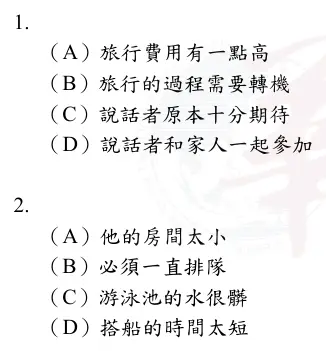 1.
（A）旅行費用有一點高
（B）旅行的過程需要轉機
（C）說話者原本十分期待
（D）說話者和家人一起參加
2.
（A）他的房間太小
（B）必須一直排隊
（C）游泳池的水很髒
（D）搭船的時間太短